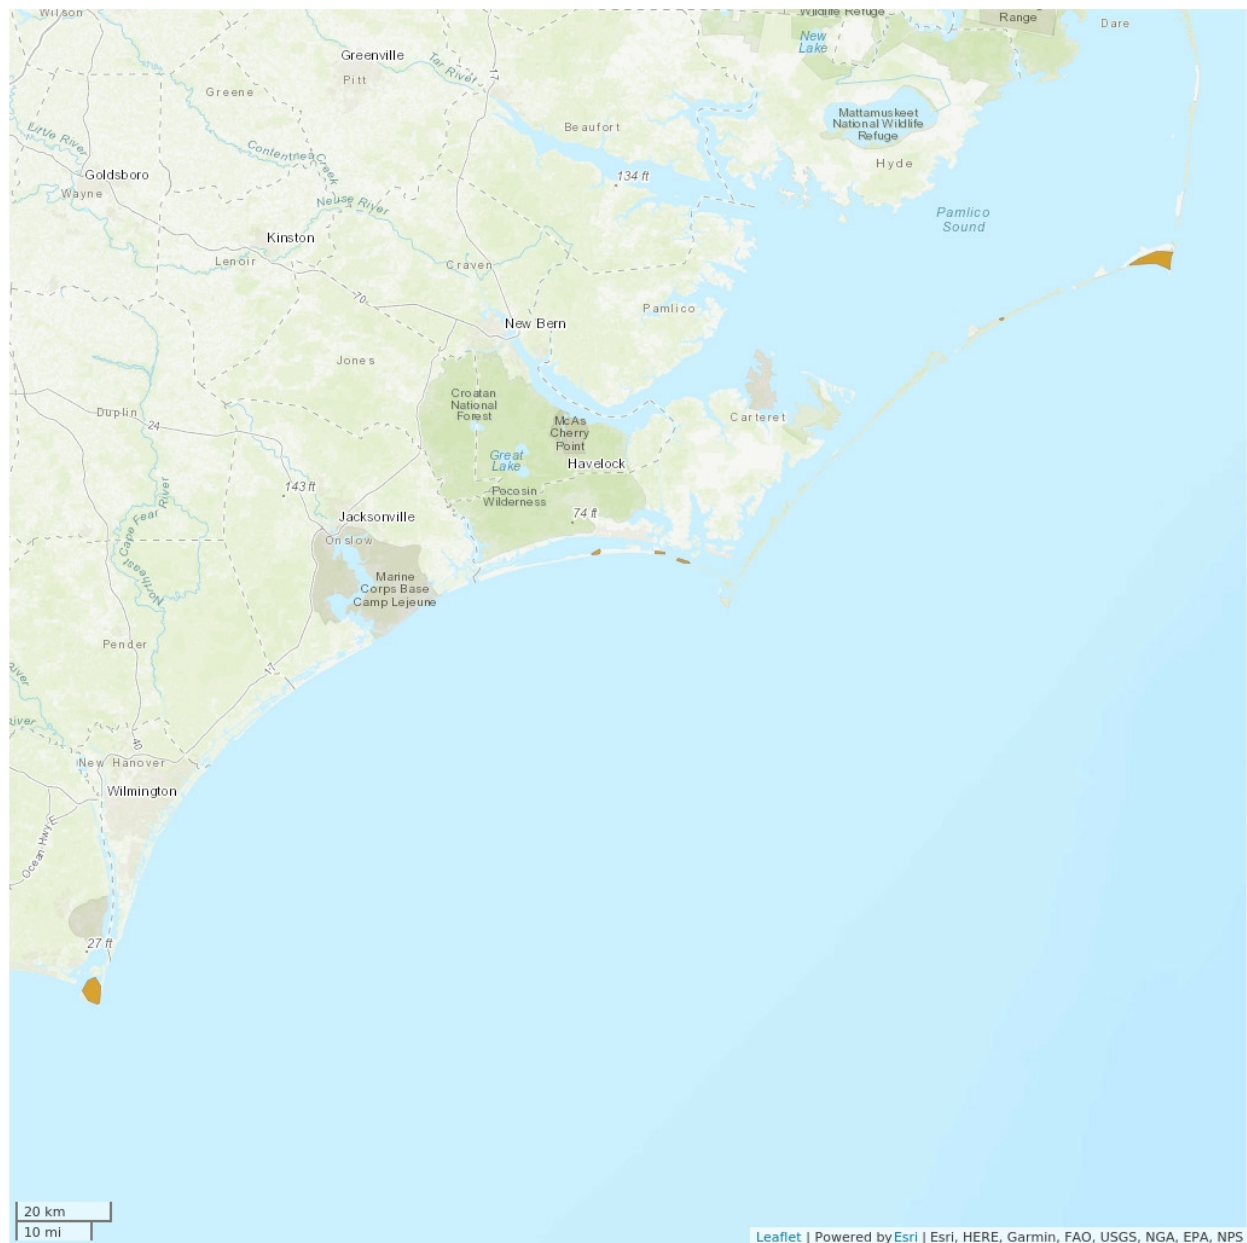 Wilson
Wildlife Refuge
Range
Dare
New
Lake
Greenville
Tar River
17
Pitt
Greene
Mattamuskeet
National Wildlife
Refuge
Beaufort
Contentnea Creek
Hyde
Goldsboro
134 ft
Wayne
Neuse River
Pamlico
Sound
Kinston
Lenoir
Craven
70
Pamlico
New Bern
Jones
Croatan
National
Forest
Duplin
24
McAs
Cherry
Point
Carteret
Great
Lake
Havelock
143 ft
Pocosin
Wilderness
Northeast Cape Fear River
74 ft
Jacksonville
Onslow
Marine
Corps Base
Camp Lejeune
Pender
17
River
River
40
New Hanover
Wilmington
Ocean Hwy E
27 ft
20 km
10 mi
Leaflet | Powered by Esri | Esri, HERE, Garmin, FAO, USGS, NGA, EPA, NPS